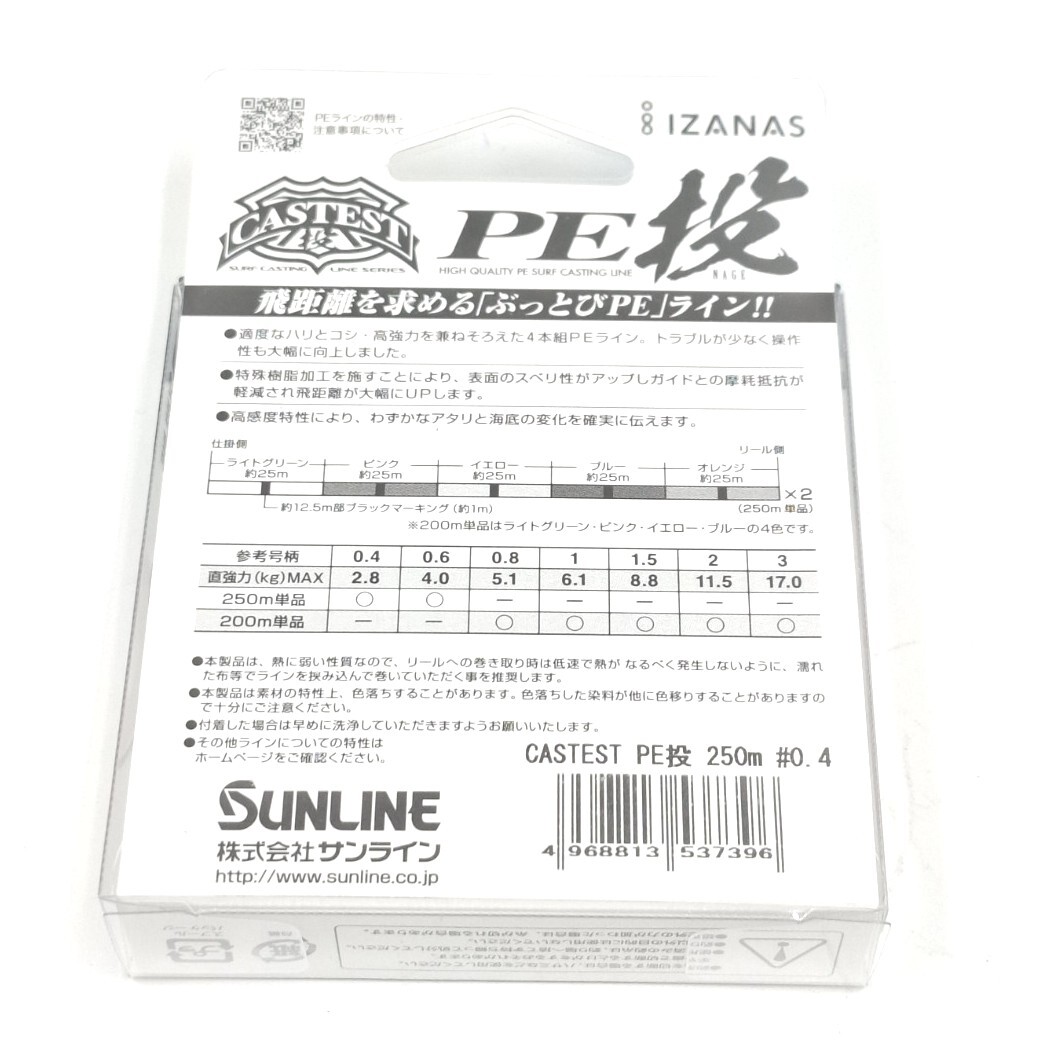 PEラインの特性・
注意事項について
IZANAS
CASTEST
投
SURF CASTING LINE SERIES
PE投
HIGH QUALITY PE SURF CASTING LINE
NAGE
飛距離を求める「ぶっとびPE」ライン!!
●適度なハリとコシ・高強力を兼ねそろえた4本組PEライン。トラブルが少なく操作
性も大幅に向上しました。
●特殊樹脂加工を施すことにより、表面のスベリ性がアップしガイドとの摩耗抵抗が
軽減され飛距離が大幅にUPします。
●高感度特性により、わずかなアタリと海底の変化を確実に伝えます。
仕掛側 リール側
ライトグリーン ピンク イエロー ブルー オレンジ
約25m 約25m 約25m 約25m 約25m
×2
約12.5m部ブラックマーキング(約1m) (250m単品)
※200m単品はライトグリーン・ピンク・イエロー・ブルーの4色です。
参考号柄 0.4 0.6 0.8 1 1.5 2 3
直強力(kg)MAX 2.8 4.0 5.1 6.1 8.8 11.5 17.0
250m単品 ○ ○ — — — — —
200m単品 — — ○ ○ ○ ○ ○
●本製品は、熱に弱い性質なので、リールへの巻き取り時は低速で熱が なるべく発生しないように、濡れ
た布等でラインを挟み込んで巻いていただく事を推奨します。
●本製品は素材の特性上、色落ちすることがあります。色落ちした染料が他に色移りすることがありますの
で十分にご注意ください。
●付着した場合は早めに洗浄していただきますようお願いいたします。
●その他ラインについての特性は
ホームページをご確認ください。
CASTEST PE投 250m #0.4
SUNLINE
株式会社サンライン
http://www.sunline.co.jp
4 968813 537396